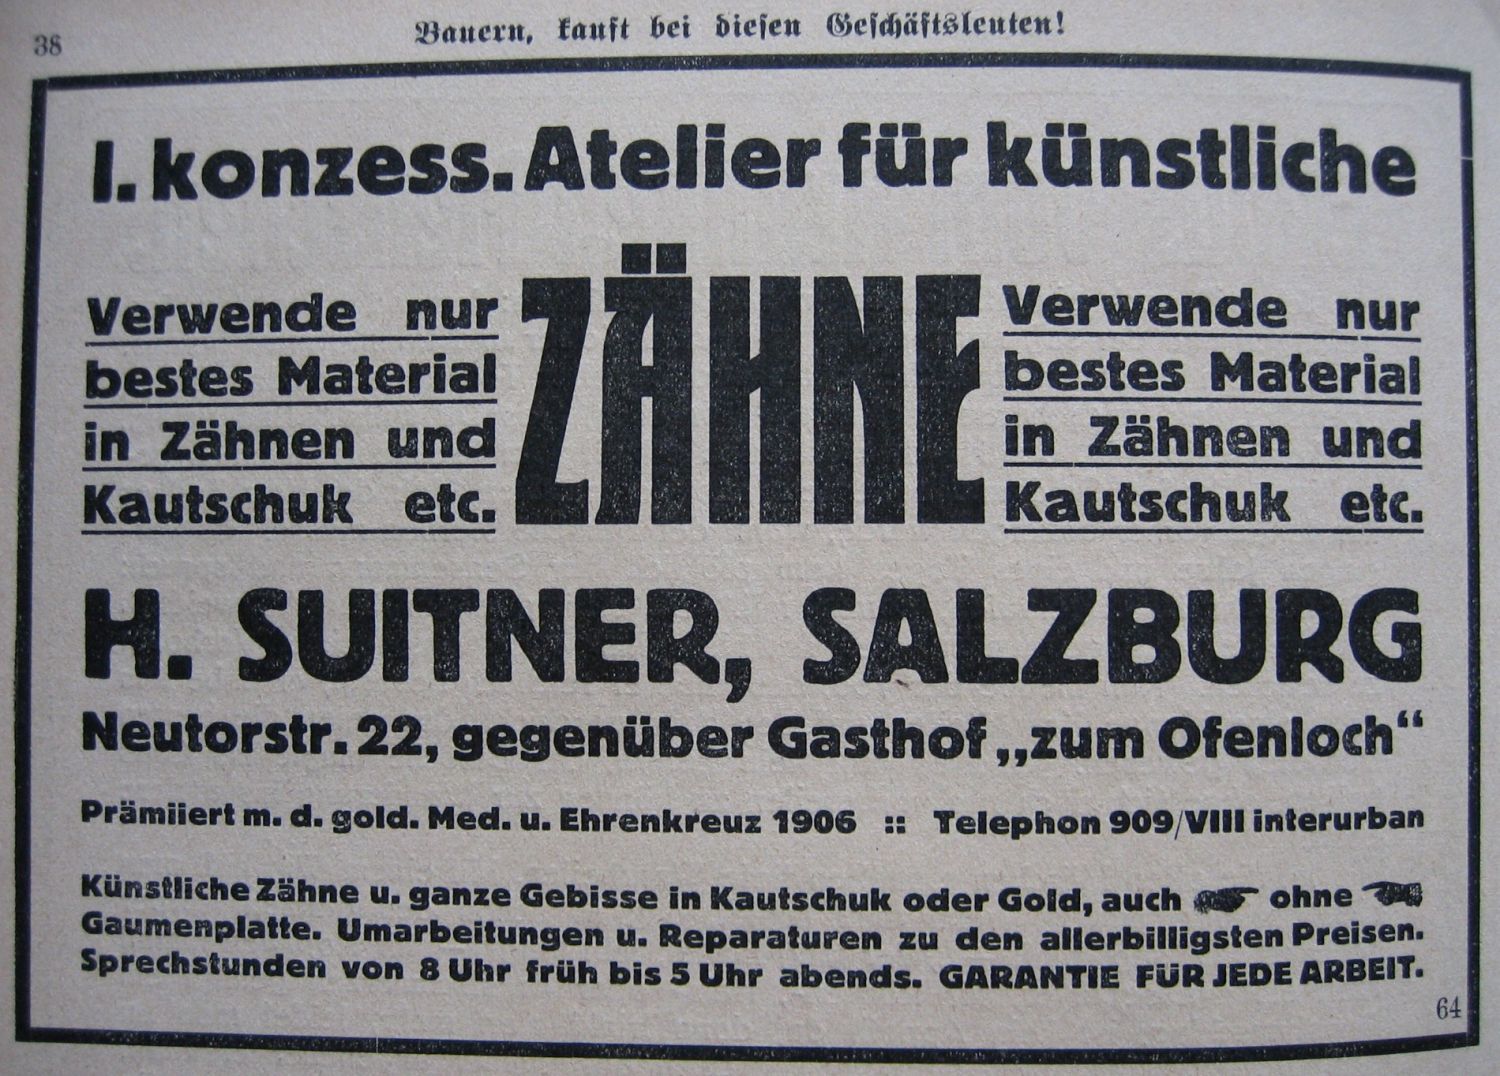 38
Bauern, kauft bei diesen Geschäftsleuten!
I. konzess. Atelier für künstliche
ZÄHNE
Verwende nur
bestes Material
in Zähnen und
Kautschuk etc.
Verwende nur
bestes Material
in Zähnen und
Kautschuk etc.
H. SUITNER, SALZBURG
Neutorstr. 22, gegenüber Gasthof „zum Ofenloch“
Prämiiert m. d. gold. Med. u. Ehrenkreuz 1906 :: Telephon 909/VIII interurban
Künstliche Zähne u. ganze Gebisse in Kautschuk oder Gold, auch ohne
Gaumenplatte. Umarbeitungen u. Reparaturen zu den allerbilligsten Preisen.
Sprechstunden von 8 Uhr früh bis 5 Uhr abends. GARANTIE FÜR JEDE ARBEIT.
64